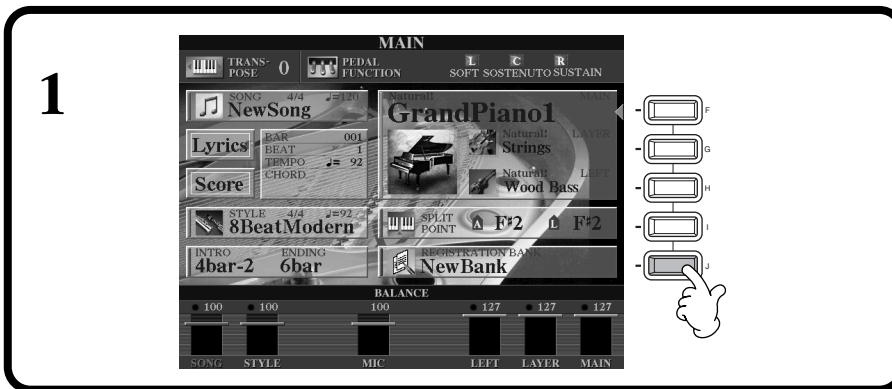 1
MAIN
TRANS-
POSE 0
PEDAL
FUNCTION
L C R
SOFT SOSTENUTO SUSTAIN
SONG 4/4 ♩=120
NewSong
Lyrics
Score
BAR 001
BEAT 1
TEMPO ♩= 92
CHORD
Natural! MAIN
GrandPiano1
Natural! LAYER
Strings
Natural! LEFT
Wood Bass
STYLE 4/4 ♩=92
8BeatModern
SPLIT
POINT A F♯2 L F♯2
INTRO ENDING
4bar-2 6bar
REGISTRATION BANK
NewBank
BALANCE
100 100 100 127 127 127
SONG STYLE MIC LEFT LAYER MAIN
F
G
H
I
J